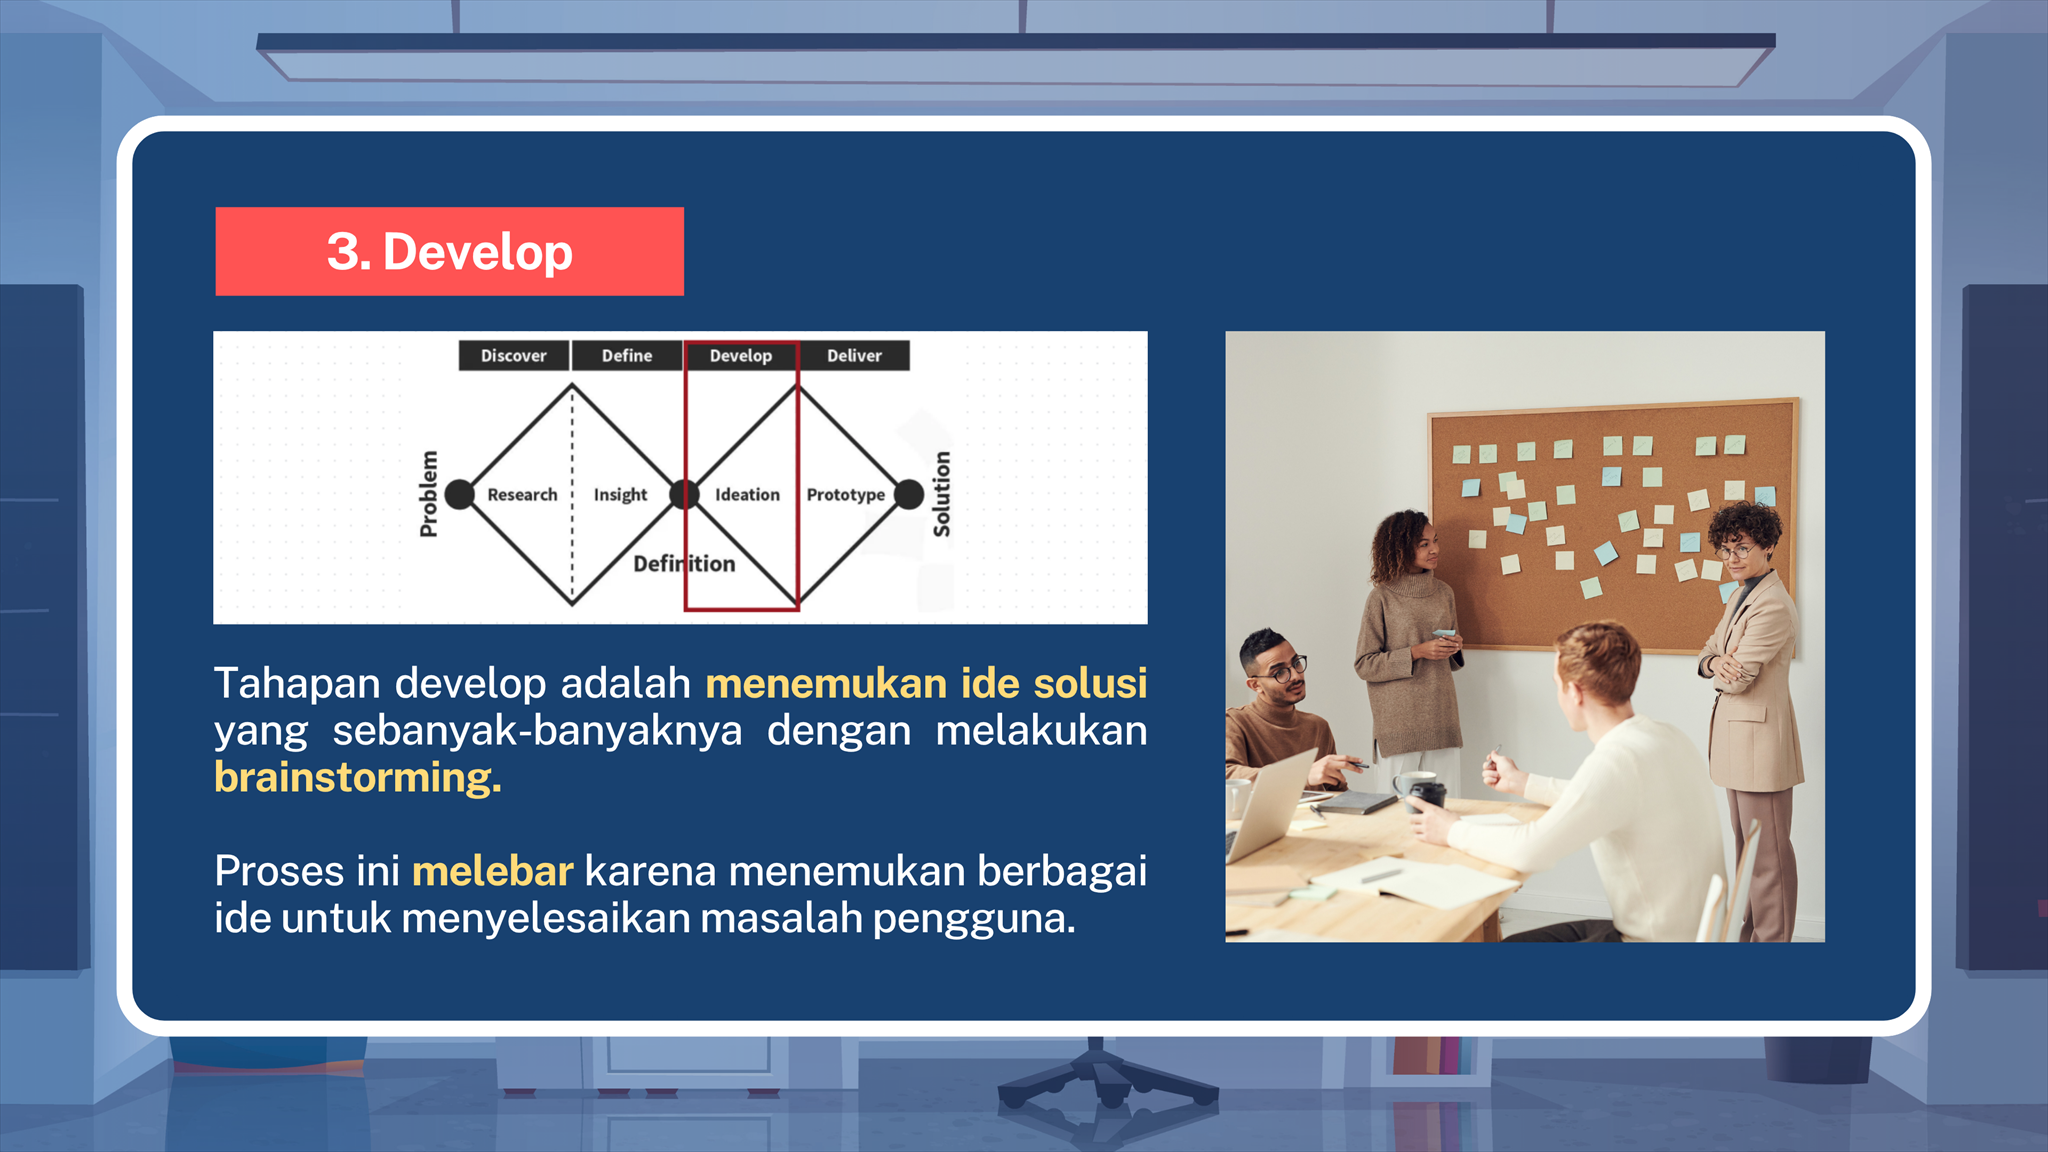 3. Develop
Discover Define Develop Deliver
Problem
Research Insight Ideation Prototype
Solution
Definition
Tahapan develop adalah menemukan ide solusi
yang sebanyak-banyaknya dengan melakukan
brainstorming.
Proses ini melebar karena menemukan berbagai
ide untuk menyelesaikan masalah pengguna.